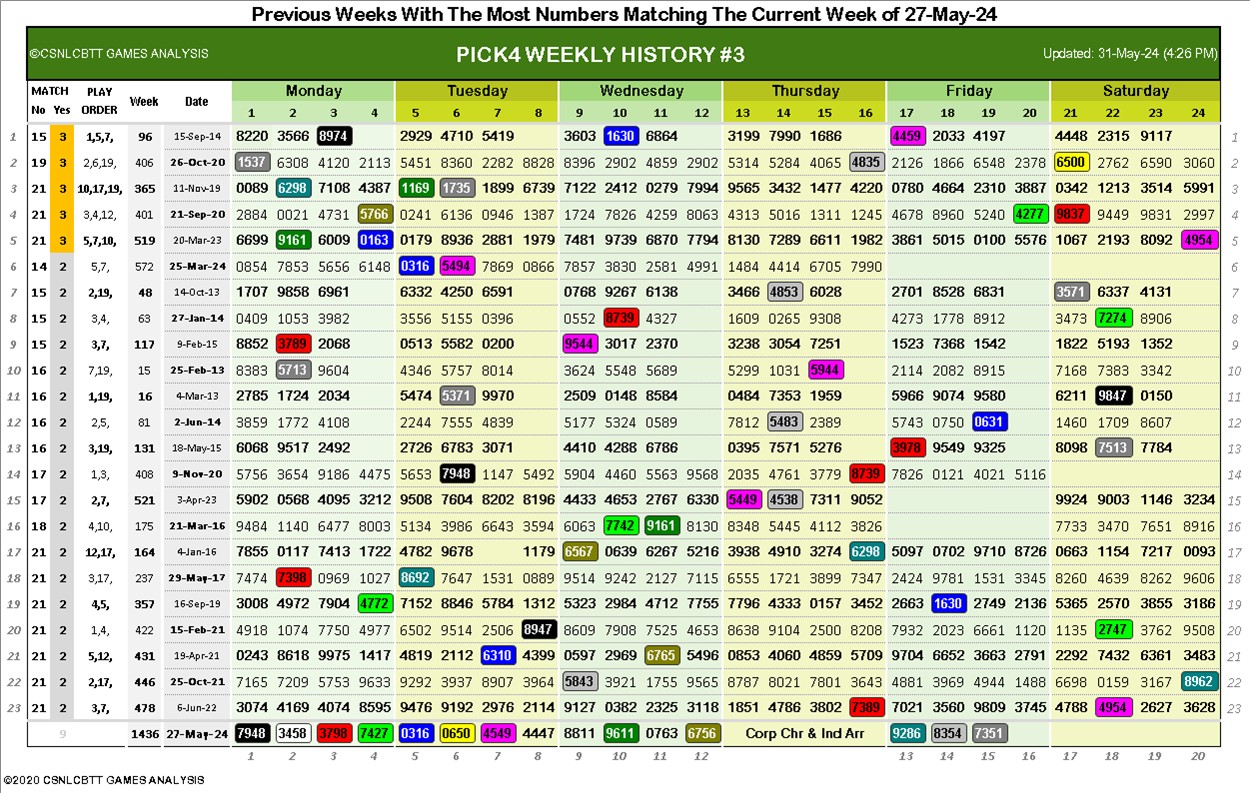 Previous Weeks With The Most Numbers Matching The Current Week of 27-May-24
©CSNLCBTT GAMES ANALYSIS PICK4 WEEKLY HISTORY #3 Updated: 31-May-24 (4:26 PM)
MATCH PLAY Week Date Monday Tuesday Wednesday Thursday Friday Saturday
No Yes ORDER 1 2 3 4 5 6 7 8 9 10 11 12 13 14 15 16 17 18 19 20 21 22 23 24
1 15 3 1,5,7, 96 15-Sep-14 8220 3566 8974 2929 4710 5419 3603 1630 6864 3199 7990 1686 4459 2033 4197 4448 2315 9117 1
2 19 3 2,6,19, 406 26-Oct-20 1537 6308 4120 2113 5451 8360 2282 8828 8396 2902 4859 2902 5314 5284 4065 4835 2126 1866 6548 2378 6500 2762 6590 3060 2
3 21 3 10,17,19, 365 11-Nov-19 0089 6298 7108 4387 1169 1735 1899 6739 7122 2412 0279 7994 9565 3432 1477 4220 0780 4664 2310 3887 0342 1213 3514 5991 3
4 21 3 3,4,12, 401 21-Sep-20 2884 0021 4731 5766 0241 6136 0946 1387 1724 7826 4259 8063 4313 5016 1311 1245 4678 8960 5240 4277 9837 9449 9831 2997 4
5 21 3 5,7,10, 519 20-Mar-23 6699 9161 6009 0163 0179 8936 2881 1979 7481 9739 6870 7794 8130 7289 6611 1982 3861 5015 0100 5576 1067 2193 8092 4954 5
6 14 2 5,7, 572 25-Mar-24 0854 7853 5656 6148 0316 5494 7869 0866 7857 3830 2581 4991 1484 4414 6705 7990 6
7 15 2 2,19, 48 14-Oct-13 1707 9858 6961 6332 4250 6591 0768 9267 6138 3466 4853 6028 2701 8528 6831 3571 6337 4131 7
8 15 2 3,4, 63 27-Jan-14 0409 1053 3982 3556 5155 0396 0552 8739 4327 1609 0265 9308 4273 1778 8912 3473 7274 8906 8
9 15 2 3,7, 117 9-Feb-15 8852 3789 2068 0513 5582 0200 9544 3017 2370 3238 3054 7251 1523 7368 1542 1822 5193 1352 9
10 16 2 7,19, 15 25-Feb-13 8383 5713 9604 4346 5757 8014 3624 5548 5689 5299 1031 5944 2114 2082 8915 7168 7383 3342 10
11 16 2 1,19, 16 4-Mar-13 2785 1724 2034 5474 5371 9970 2509 0148 8584 0484 7353 1959 5966 9074 9580 6211 9847 0150 11
12 16 2 2,5, 81 2-Jun-14 3859 1772 4108 2244 7555 4839 5177 5324 0589 7812 5483 2389 5743 0750 0631 1460 1709 8607 12
13 16 2 3,19, 131 18-May-15 6068 9517 2492 2726 6783 3071 4410 4288 6786 0395 7571 5276 3978 9549 9325 8098 7513 7784 13
14 17 2 1,3, 408 9-Nov-20 5756 3654 9186 4475 5653 7948 1147 5492 5904 4460 5563 9568 2035 4761 3779 8739 7826 0121 4021 5116 14
15 17 2 2,7, 521 3-Apr-23 5902 0568 4095 3212 9508 7604 8202 8196 4433 4653 2767 6330 5449 4538 7311 9052 9924 9003 1146 3234 15
16 18 2 4,10, 175 21-Mar-16 9484 1140 6477 8003 5134 3986 6643 3594 6063 7742 9161 8130 8348 5445 4112 3826 7733 3470 7651 8916 16
17 21 2 12,17, 164 4-Jan-16 7855 0117 7413 1722 4782 9678 1179 6567 0639 6267 5216 3938 4910 3274 6298 5097 0702 9710 8726 0663 1154 7217 0093 17
18 21 2 3,17, 237 29-May-17 7474 7398 0969 1027 8692 7647 1531 0889 9514 9242 2127 7115 6555 1721 3899 7347 2424 9781 1531 3345 8260 4639 8262 9606 18
19 21 2 4,5, 357 16-Sep-19 3008 4972 7904 4772 7152 8846 5784 1312 5323 2984 4712 7755 7796 4333 0157 3452 2663 1630 2749 2136 5365 2570 3855 3186 19
20 21 2 1,4, 422 15-Feb-21 4918 1074 7750 4977 6502 9514 2506 8947 8609 7908 7525 4653 8638 9104 2500 8208 7932 2023 6661 1120 1135 2747 3762 9508 20
21 21 2 5,12, 431 19-Apr-21 0243 8618 9975 1417 4819 2112 6310 4399 0597 2969 6765 5496 0853 4060 4859 5709 9704 6852 3663 2791 2292 7432 6361 3483 21
22 21 2 2,17, 446 25-Oct-21 7165 7209 5753 9633 9292 3937 8907 3964 5843 3921 1755 9565 8787 8021 7801 3643 4881 3969 4944 1488 6698 0159 3167 8962 22
23 21 2 3,7, 478 6-Jun-22 3074 4169 4074 8595 9476 9192 2976 2114 9127 0382 2325 3118 1851 4786 3802 7389 7021 3560 9809 3745 4788 4954 2627 3628 23
9 1436 27-May-24 7948 3458 3798 7427 0316 0650 4549 4447 8811 9611 0763 6756 Corp Chr & Ind Arr 9286 8354 7351
1 2 3 4 5 6 7 8 9 10 11 12 13 14 15 16 17 18 19 20
©2020 CSNLCBTT GAMES ANALYSIS